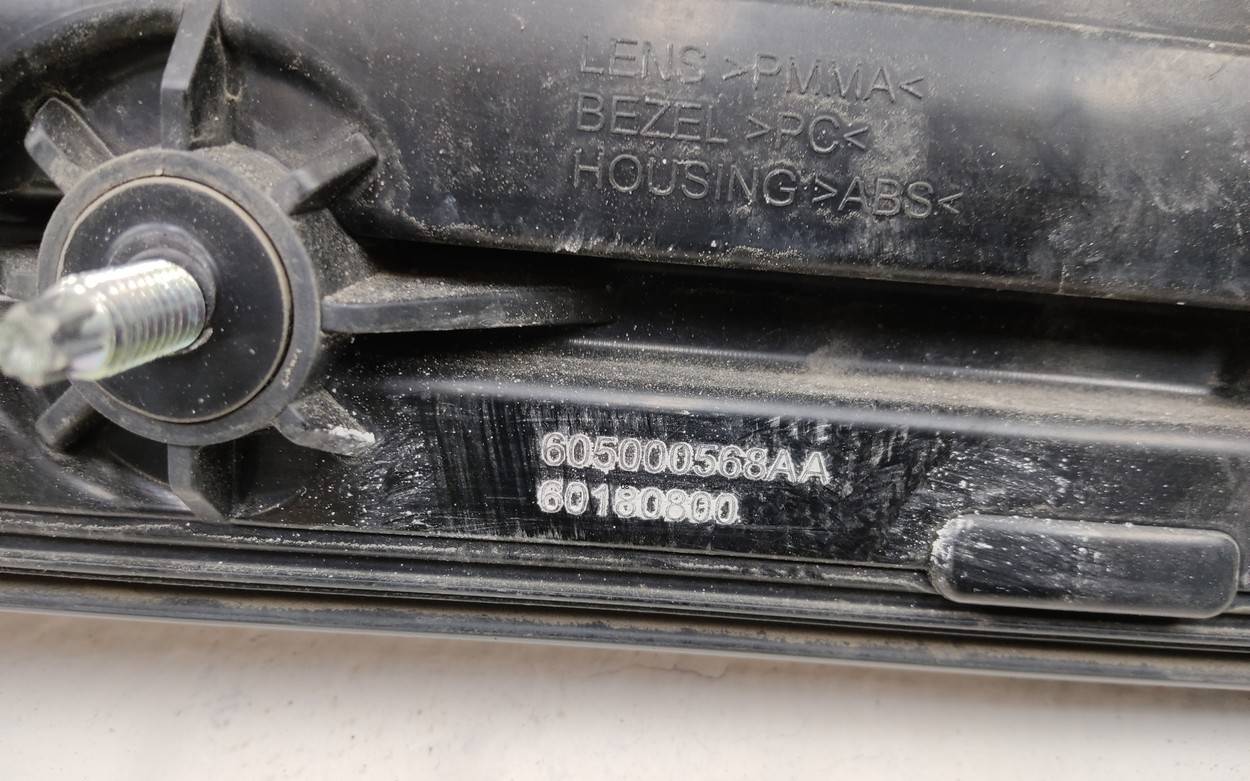 LENS >PMMA<
BEZEL >PC<
HOUSING >ABS<
605000568AA
60180800